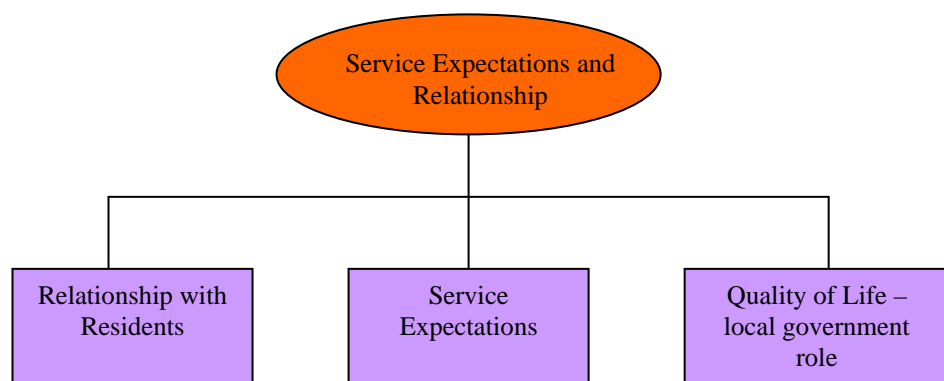 Service Expectations and
Relationship
Relationship with
Residents
Service
Expectations
Quality of Life –
local government
role